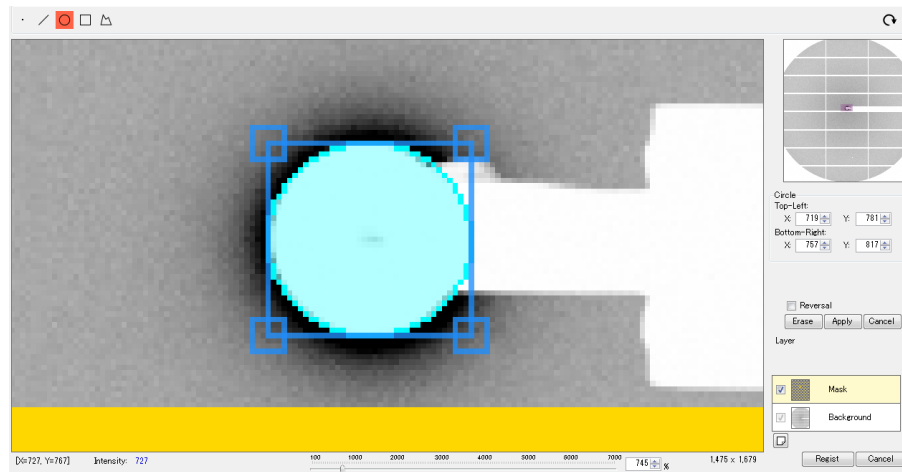 Circle
Top-Left:
X: 719 Y: 781
Bottom-Right:
X: 757 Y: 817
Reversal
Erase Apply Cancel
Layer
Mask
Background
[X=727, Y=767] Intensity: 727
100 1000 2000 3000 4000 5000 6000 7000
745 %
1,475 x 1,679
Regist Cancel